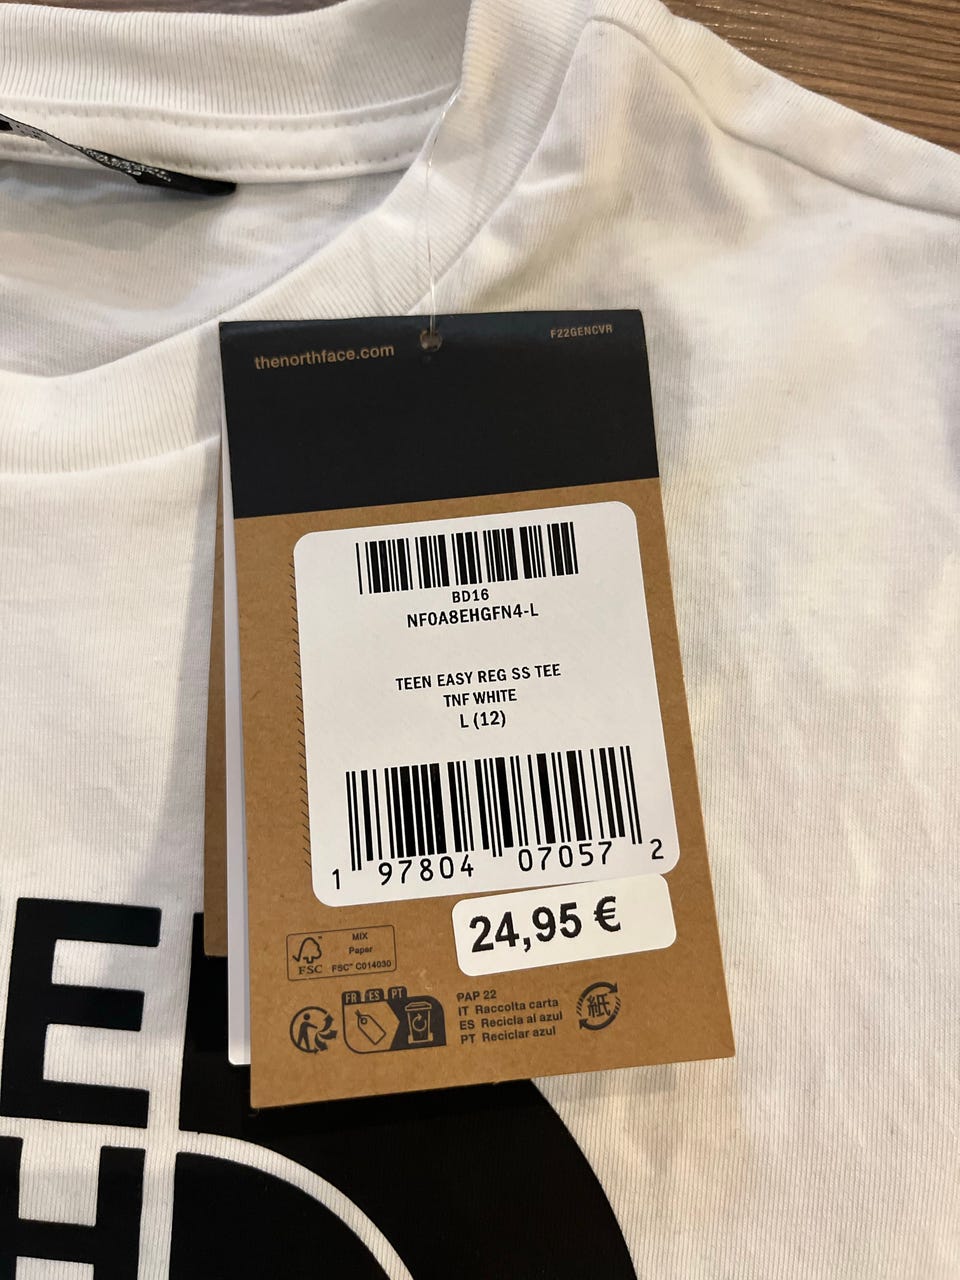 thenorthface.com
F22GENCVR
BD16
NF0A8EHGFN4-L
TEEN EASY REG SS TEE
TNF WHITE
L (12)
1 97804 07057 2
24,95 €
FSC
MIX
Paper
FSC™ C014030
FR ES PT
PAP 22
IT Raccolta carta
ES Recicla al azul
PT Reciclar azul
紙
E
H